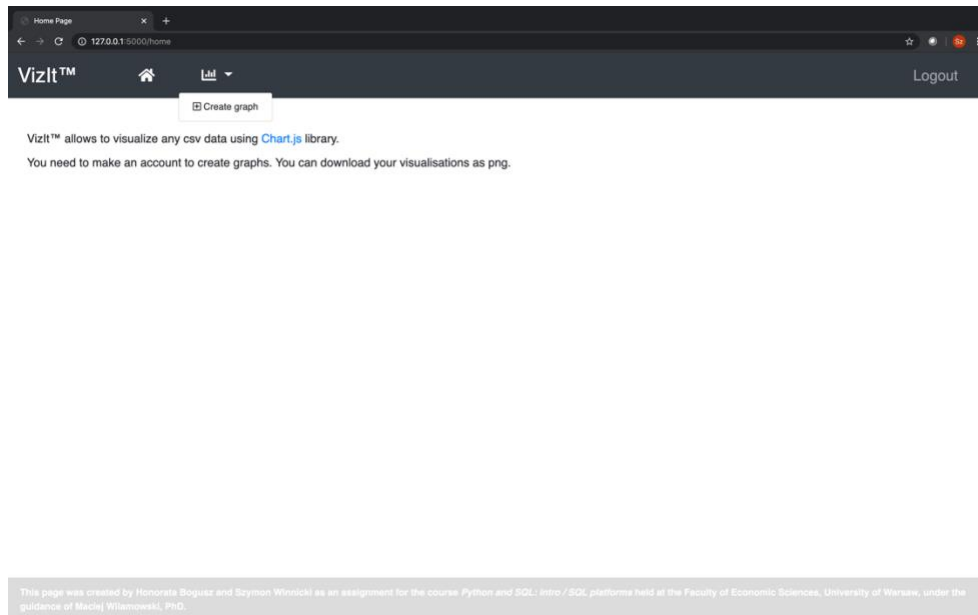 Home Page
127.0.0.1:5000/home
Sz
VizIt™
Logout
Create graph
VizIt™ allows to visualize any csv data using Chart.js library.
You need to make an account to create graphs. You can download your visualisations as png.
This page was created by Honorata Bogusz and Szymon Winnicki as an assignment for the course Python and SQL: intro / SQL platforms held at the Faculty of Economic Sciences, University of Warsaw, under the
guidance of Maciej Wilamowski, PhD.